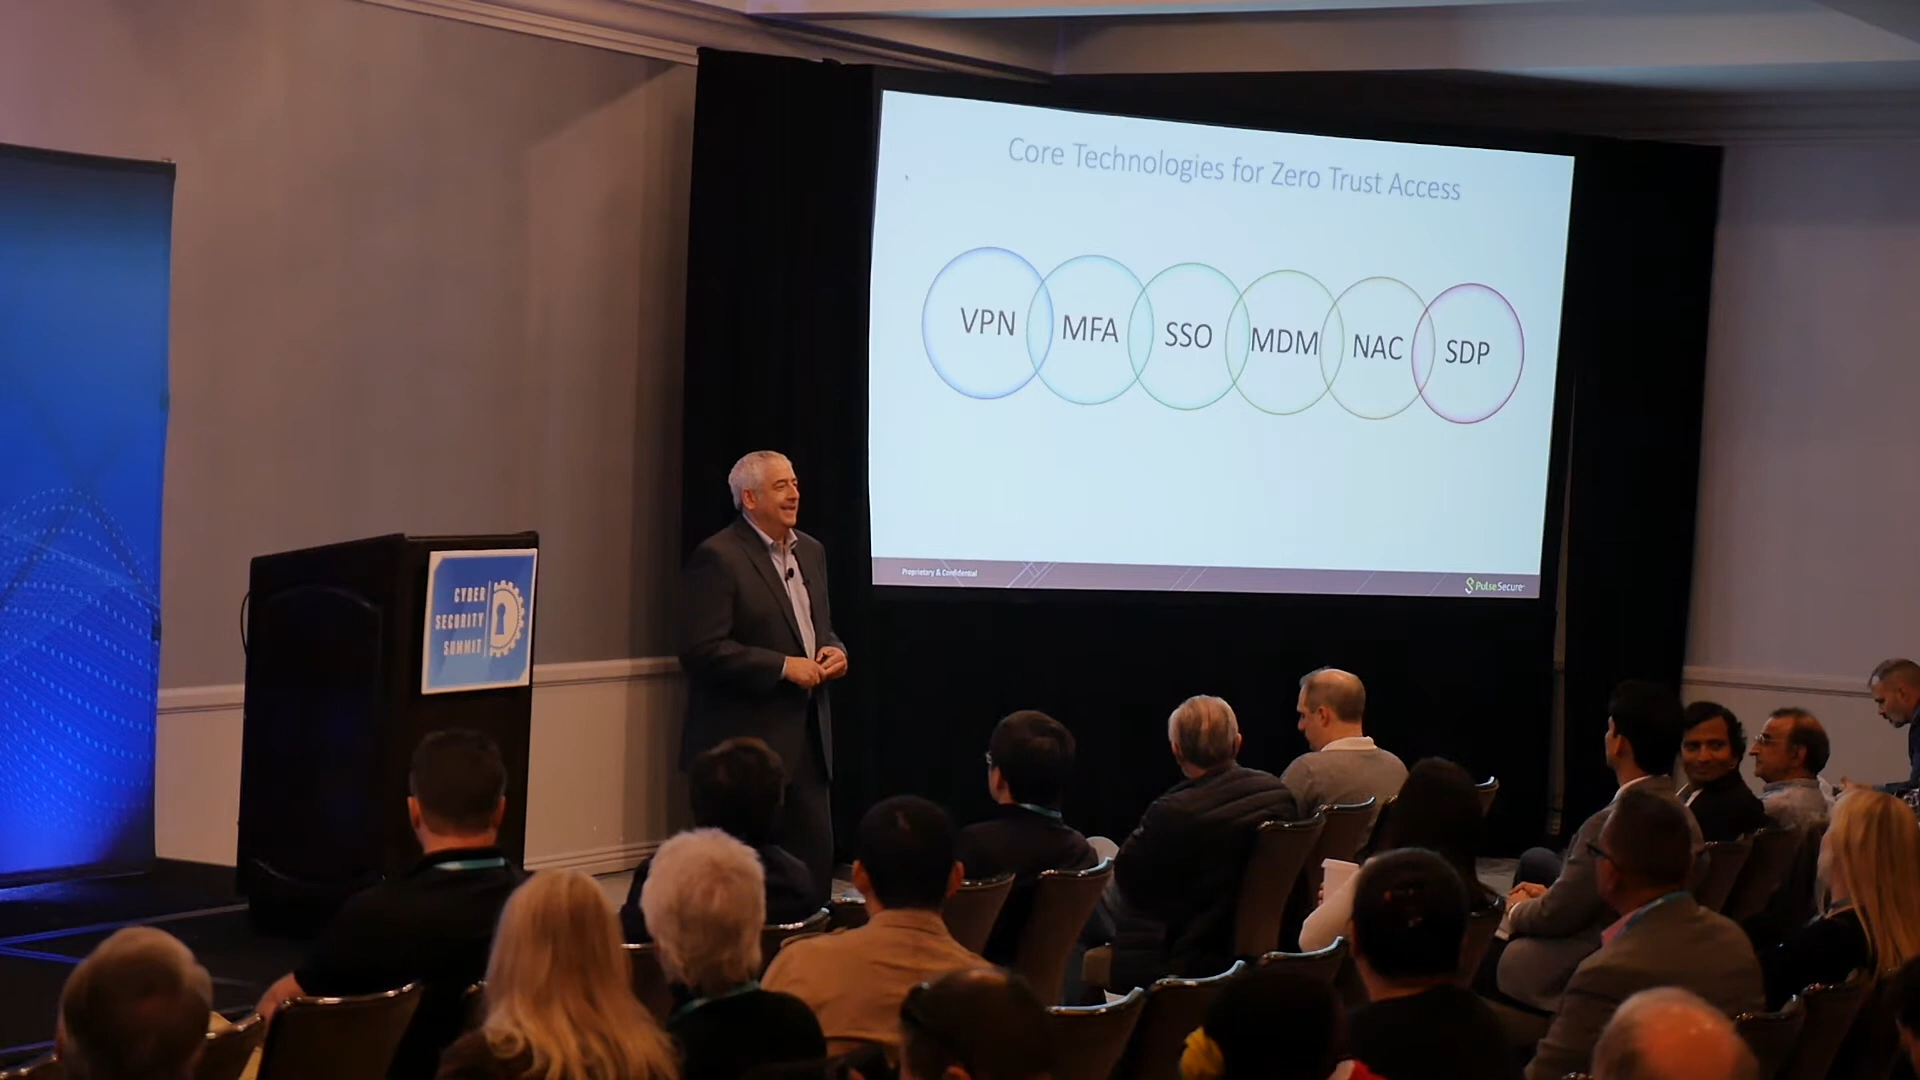 Core Technologies for Zero Trust Access
VPN MFA SSO MDM NAC SDP
Proprietary & Confidential
PulseSecure
CYBER
SECURITY
SUMMIT